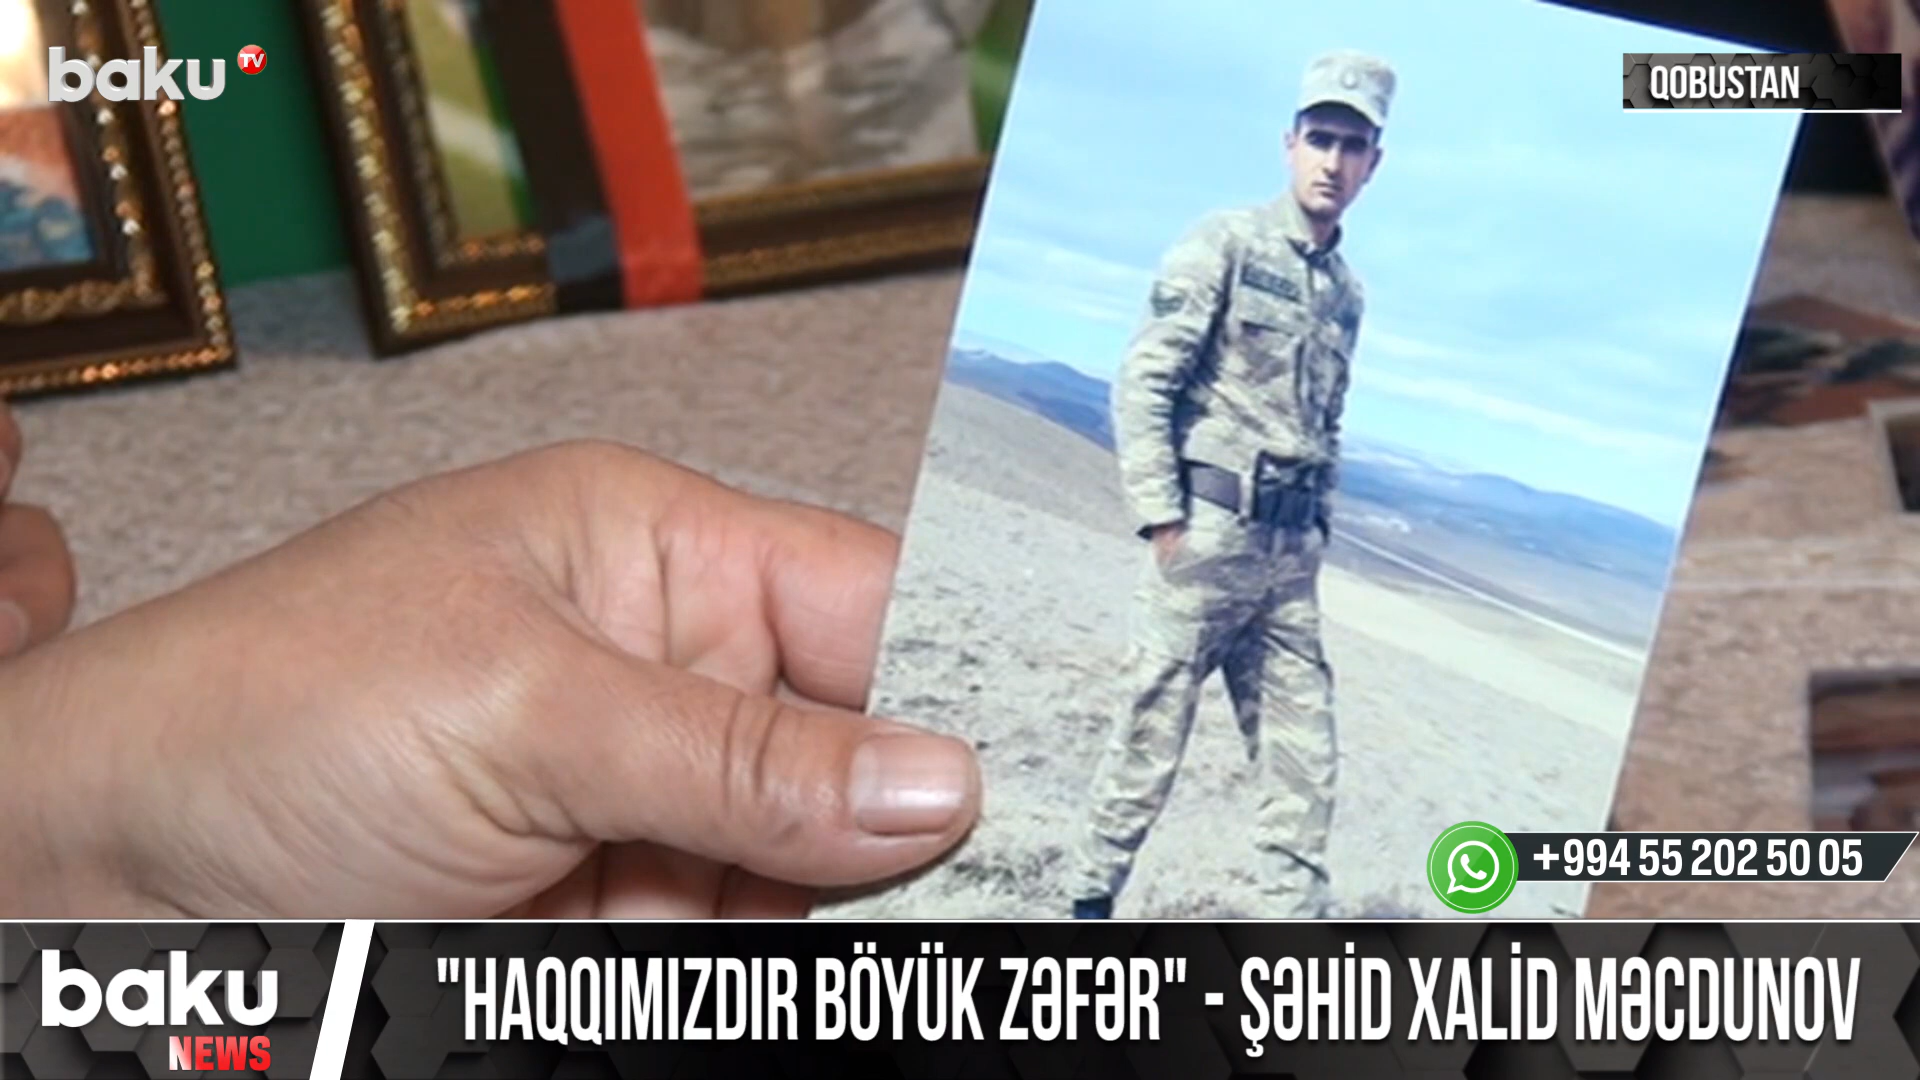 baku TV
QOBUSTAN
+994 55 202 50 05
baku
NEWS
"HAQQIMIZDIR BÖYÜK ZƏFƏR" - ŞƏHİD XALİD MƏCDUNOV